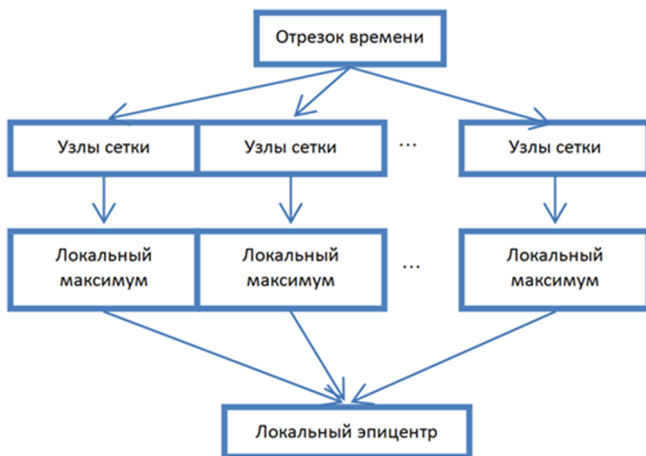 Отрезок времени
Узлы сетки
Узлы сетки
...
Узлы сетки
Локальный
максимум
Локальный
максимум
...
Локальный
максимум
Локальный эпицентр